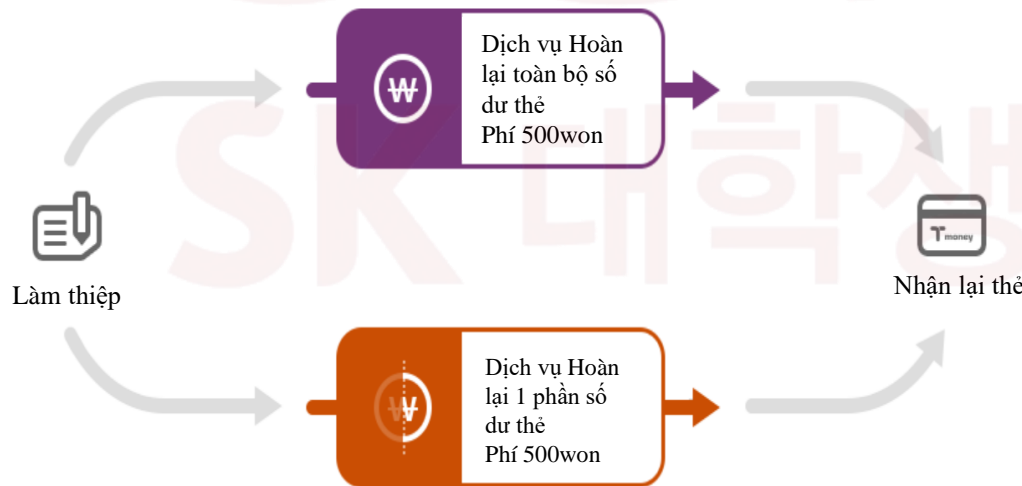 Dịch vụ Hoàn
lại toàn bộ số
dư thẻ
Phí 500won
SK 대학생
Làm thiệp
T money
Nhận lại thẻ
Dịch vụ Hoàn
lại 1 phần số
dư thẻ
Phí 500won